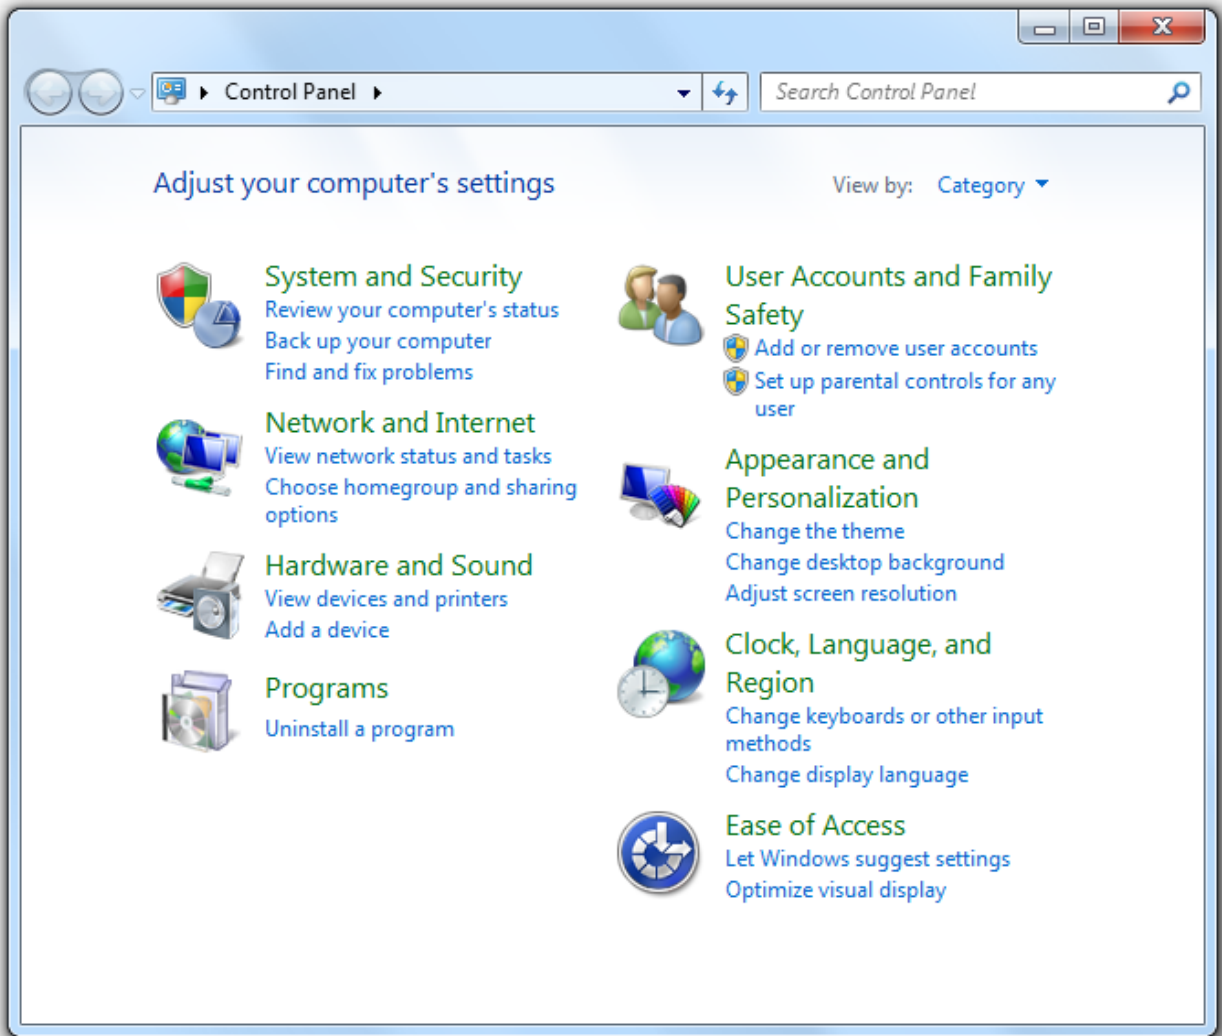 Control Panel
Search Control Panel
Adjust your computer's settings
View by: Category
System and Security
Review your computer's status
Back up your computer
Find and fix problems
Network and Internet
View network status and tasks
Choose homegroup and sharing
options
Hardware and Sound
View devices and printers
Add a device
Programs
Uninstall a program
User Accounts and Family
Safety
Add or remove user accounts
Set up parental controls for any
user
Appearance and
Personalization
Change the theme
Change desktop background
Adjust screen resolution
Clock, Language, and
Region
Change keyboards or other input
methods
Change display language
Ease of Access
Let Windows suggest settings
Optimize visual display